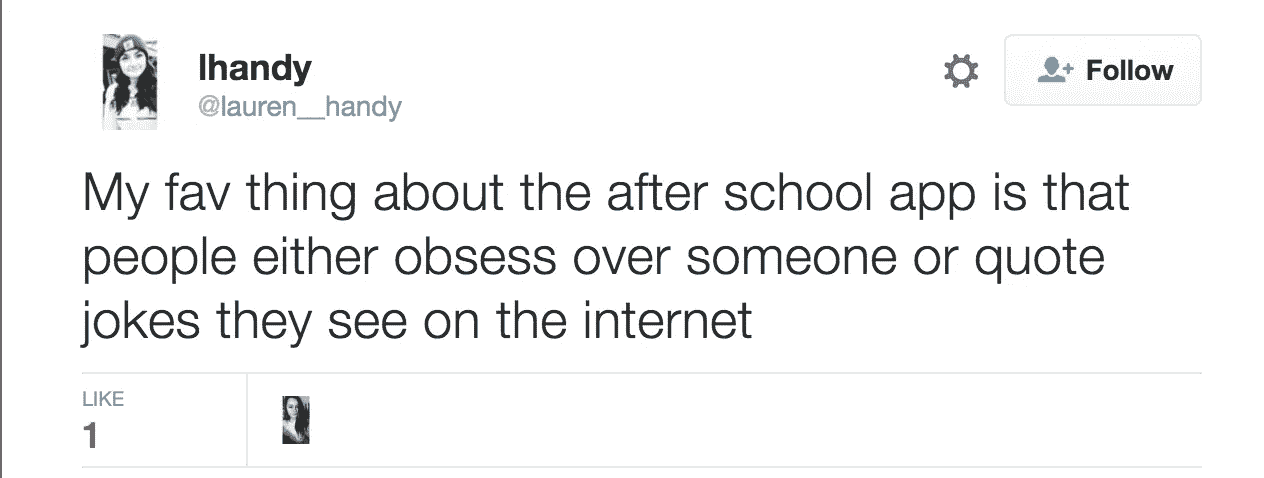 lhandy
@lauren__handy
Follow
My fav thing about the after school app is that
people either obsess over someone or quote
jokes they see on the internet
LIKE
1